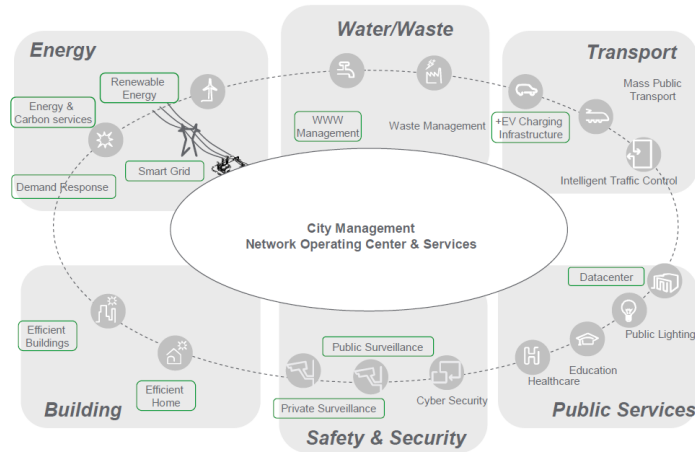 Water/Waste
Energy
Transport
Renewable
Energy
Mass Public
Transport
Energy &
Carbon services
WWW
Management
Waste Management
+EV Charging
Infrastructure
Demand Response
Smart Grid
Intelligent Traffic Control
City Management
Network Operating Center & Services
Datacenter
Efficient
Buildings
Public Surveillance
Public Lighting
Education
Healthcare
Efficient
Home
Private Surveillance
Cyber Security
Building
Public Services
Safety & Security